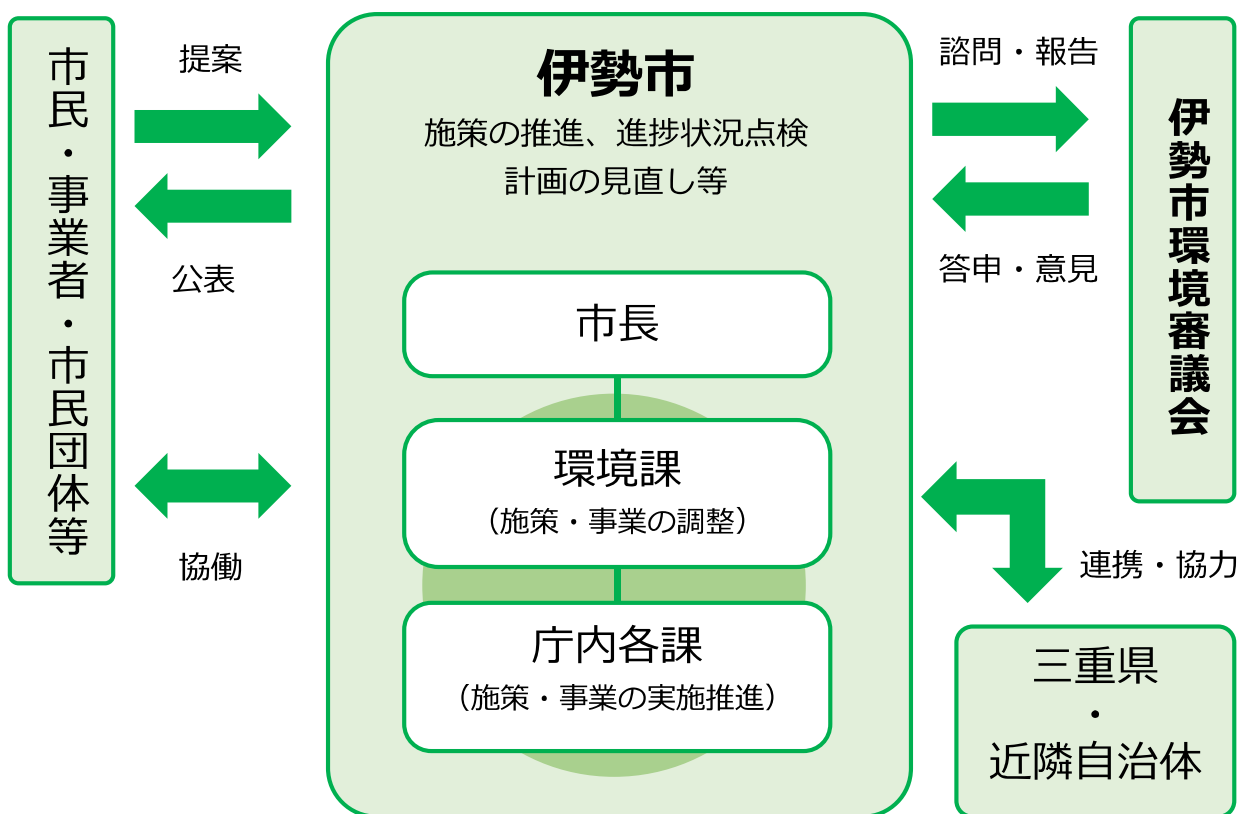 市民・事業者・市民団体等
提案
公表
協働
伊勢市
施策の推進、進捗状況点検
計画の見直し等
市長
環境課
（施策・事業の調整）
庁内各課
（施策・事業の実施推進）
諮問・報告
答申・意見
伊勢市環境審議会
連携・協力
三重県
・
近隣自治体